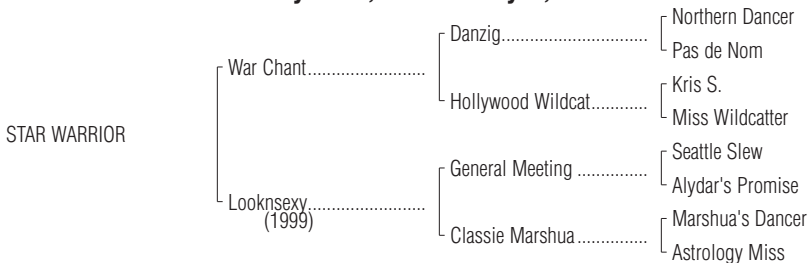 Northern Dancer
Danzig..................................
Pas de Nom
War Chant.........................
Kris S.
Hollywood Wildcat............
Miss Wildcatter
STAR WARRIOR
Seattle Slew
General Meeting ...............
Alydar's Promise
Looknsexy.........................
(1999)
Marshua's Dancer
Classie Marshua...............
Astrology Miss